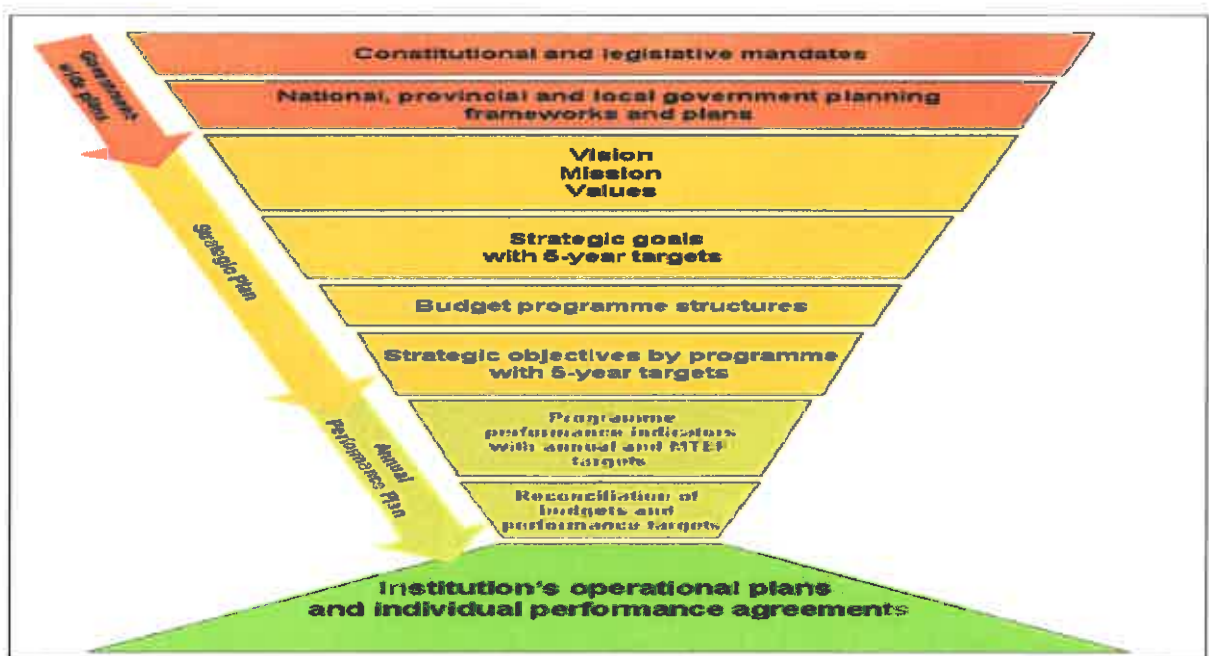 Constitutional and legislative mandates
National, provincial and local government planning
frameworks and plans
Vision
Mission
Values
Strategic goals
with 5-year targets
Budget programme structures
Strategic objectives by programme
with 5-year targets
Programme
performance indicators
with annual and MTEF
targets
Reconciliation of
budgets and
performance targets
Institution's operational plans
and individual performance agreements
Government-
wide plans
Strategic Plan
Annual
Performance Plan